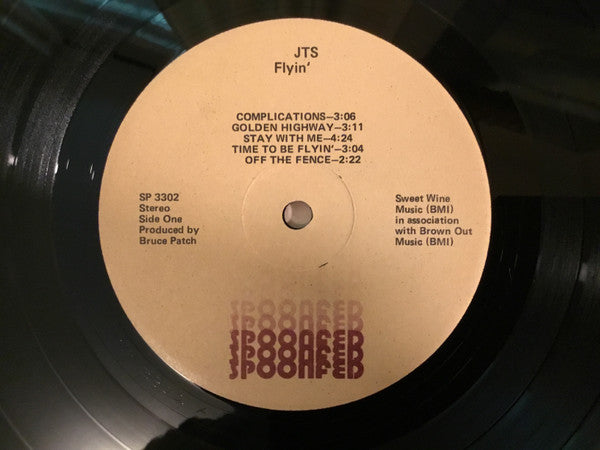 JTS
Flyin'
COMPLICATIONS—3:06
GOLDEN HIGHWAY—3:11
STAY WITH ME—4:24
TIME TO BE FLYIN'—3:04
OFF THE FENCE—2:22
SP 3302
Stereo
Side One
Produced by
Bruce Patch
Sweet Wine
Music (BMI)
in association
with Brown Out
Music (BMI)
SPOONFED